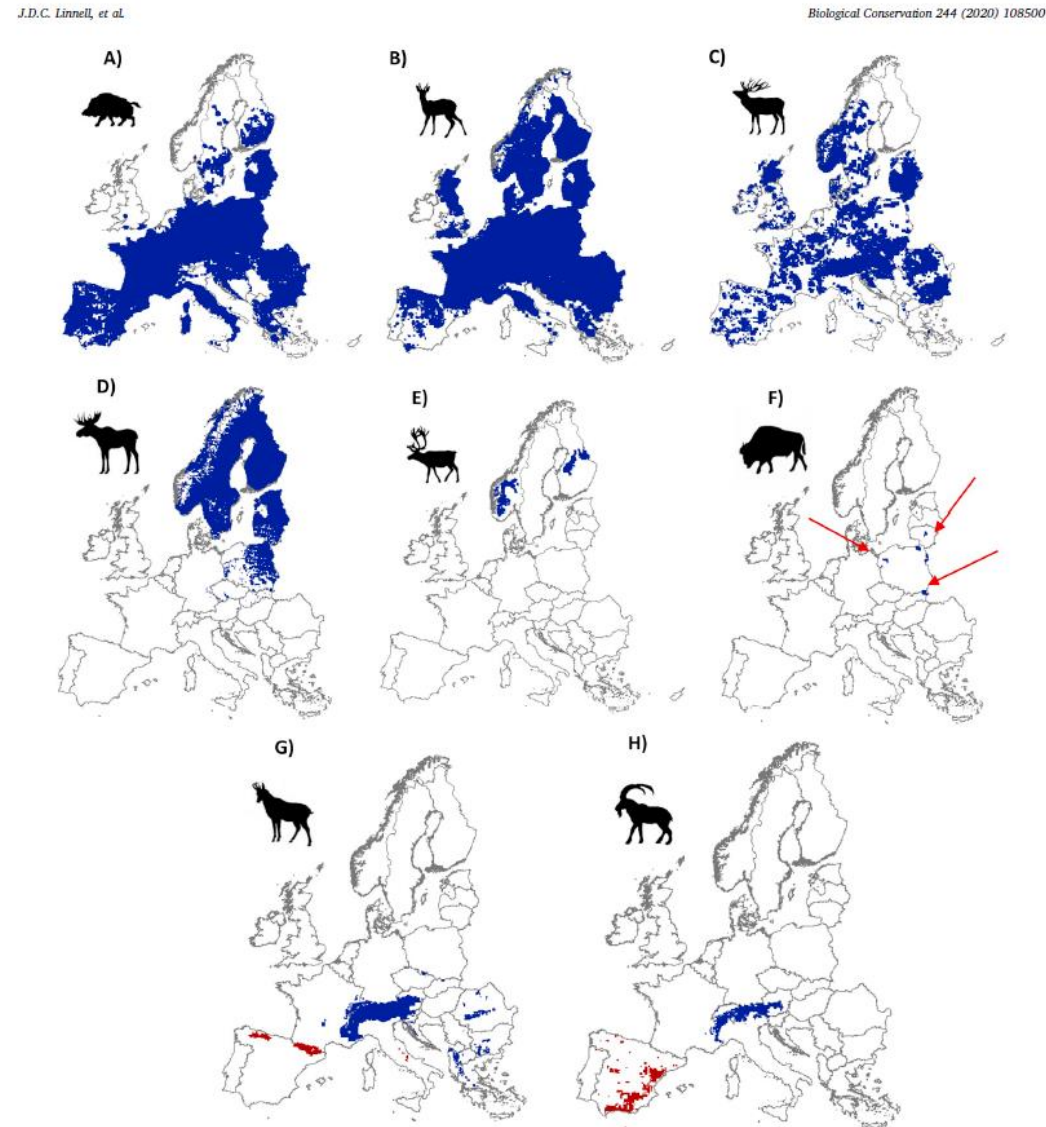 J.D.C. Linnell, et al.
Biological Conservation 244 (2020) 108500
A)
B)
C)
D)
E)
F)
G)
H)